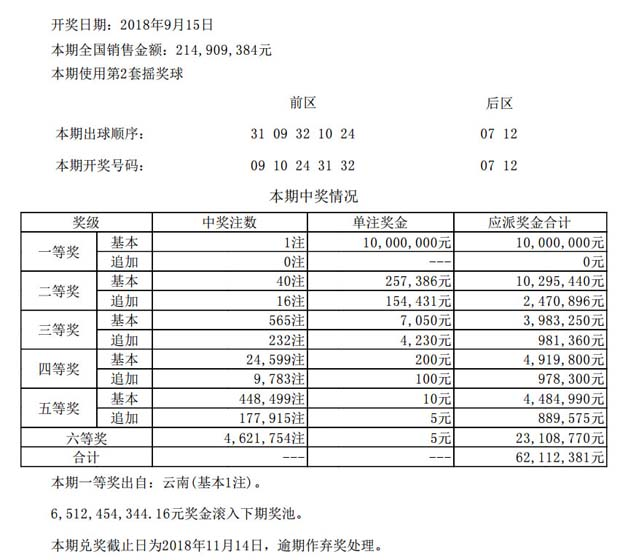 开奖日期：2018年9月15日
本期全国销售金额：214,909,384元
本期使用第2套摇奖球
前区 后区
本期出球顺序： 31 09 32 10 24 07 12
本期开奖号码： 09 10 24 31 32 07 12
本期中奖情况
奖级 中奖注数 单注奖金 应派奖金合计
一等奖 基本 1注 10,000,000元 10,000,000元
追加 0注 --- 0元
二等奖 基本 40注 257,386元 10,295,440元
追加 16注 154,431元 2,470,896元
三等奖 基本 565注 7,050元 3,983,250元
追加 232注 4,230元 981,360元
四等奖 基本 24,599注 200元 4,919,800元
追加 9,783注 100元 978,300元
五等奖 基本 448,499注 10元 4,484,990元
追加 177,915注 5元 889,575元
六等奖 4,621,754注 5元 23,108,770元
合计 --- --- 62,112,381元
本期一等奖出自：云南(基本1注)。
6,512,454,344.16元奖金滚入下期奖池。
本期兑奖截止日为2018年11月14日，逾期作弃奖处理。